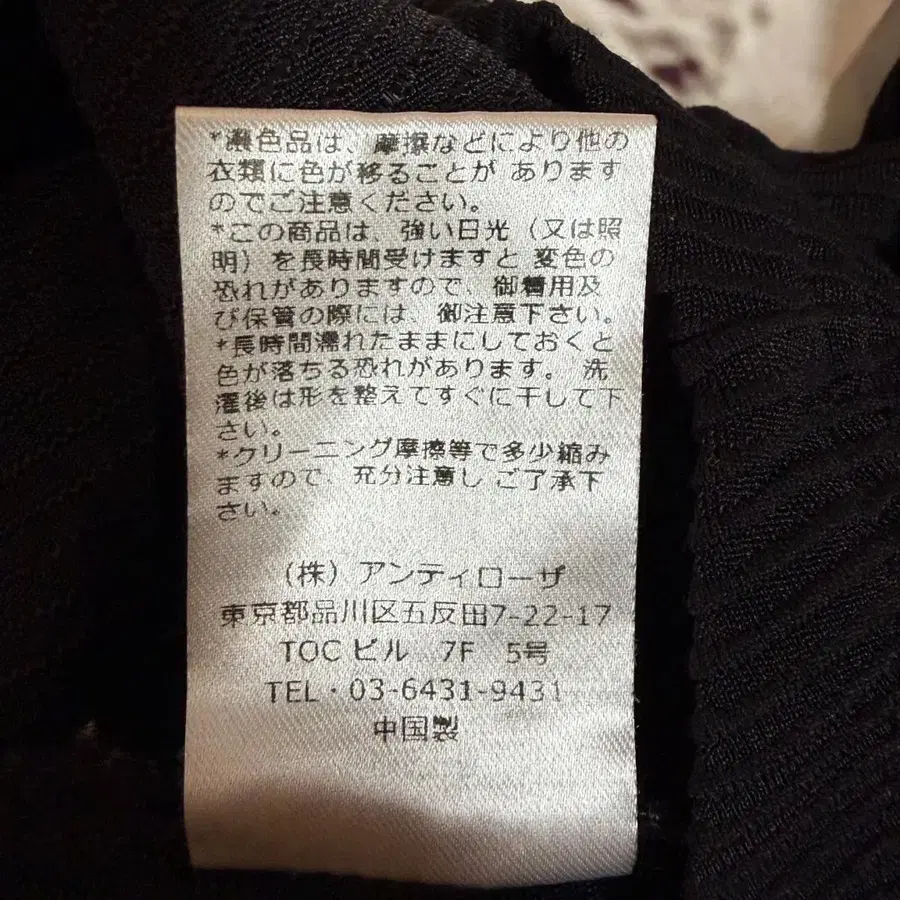 *濃色品は、摩擦などにより他の
衣類に色が移ることが あります
のでご注意ください。
*この商品は、強い日光（又は照
明）を長時間受けますと 変色の
恐れがありますので、御着用及
び保管の際には、御注意下さい。
*長時間濡れたままにしておくと
色が落ちる恐れがあります。 洗
濯後は形を整えてすぐに干して下
さい。
*クリーニング摩擦等で多少縮み
ますので、充分注意し ご了承下
さい。
（株）アンティローザ
東京都品川区五反田7-22-17
TOC ビル 7F 5号
TEL・03-6431-9431
中国製